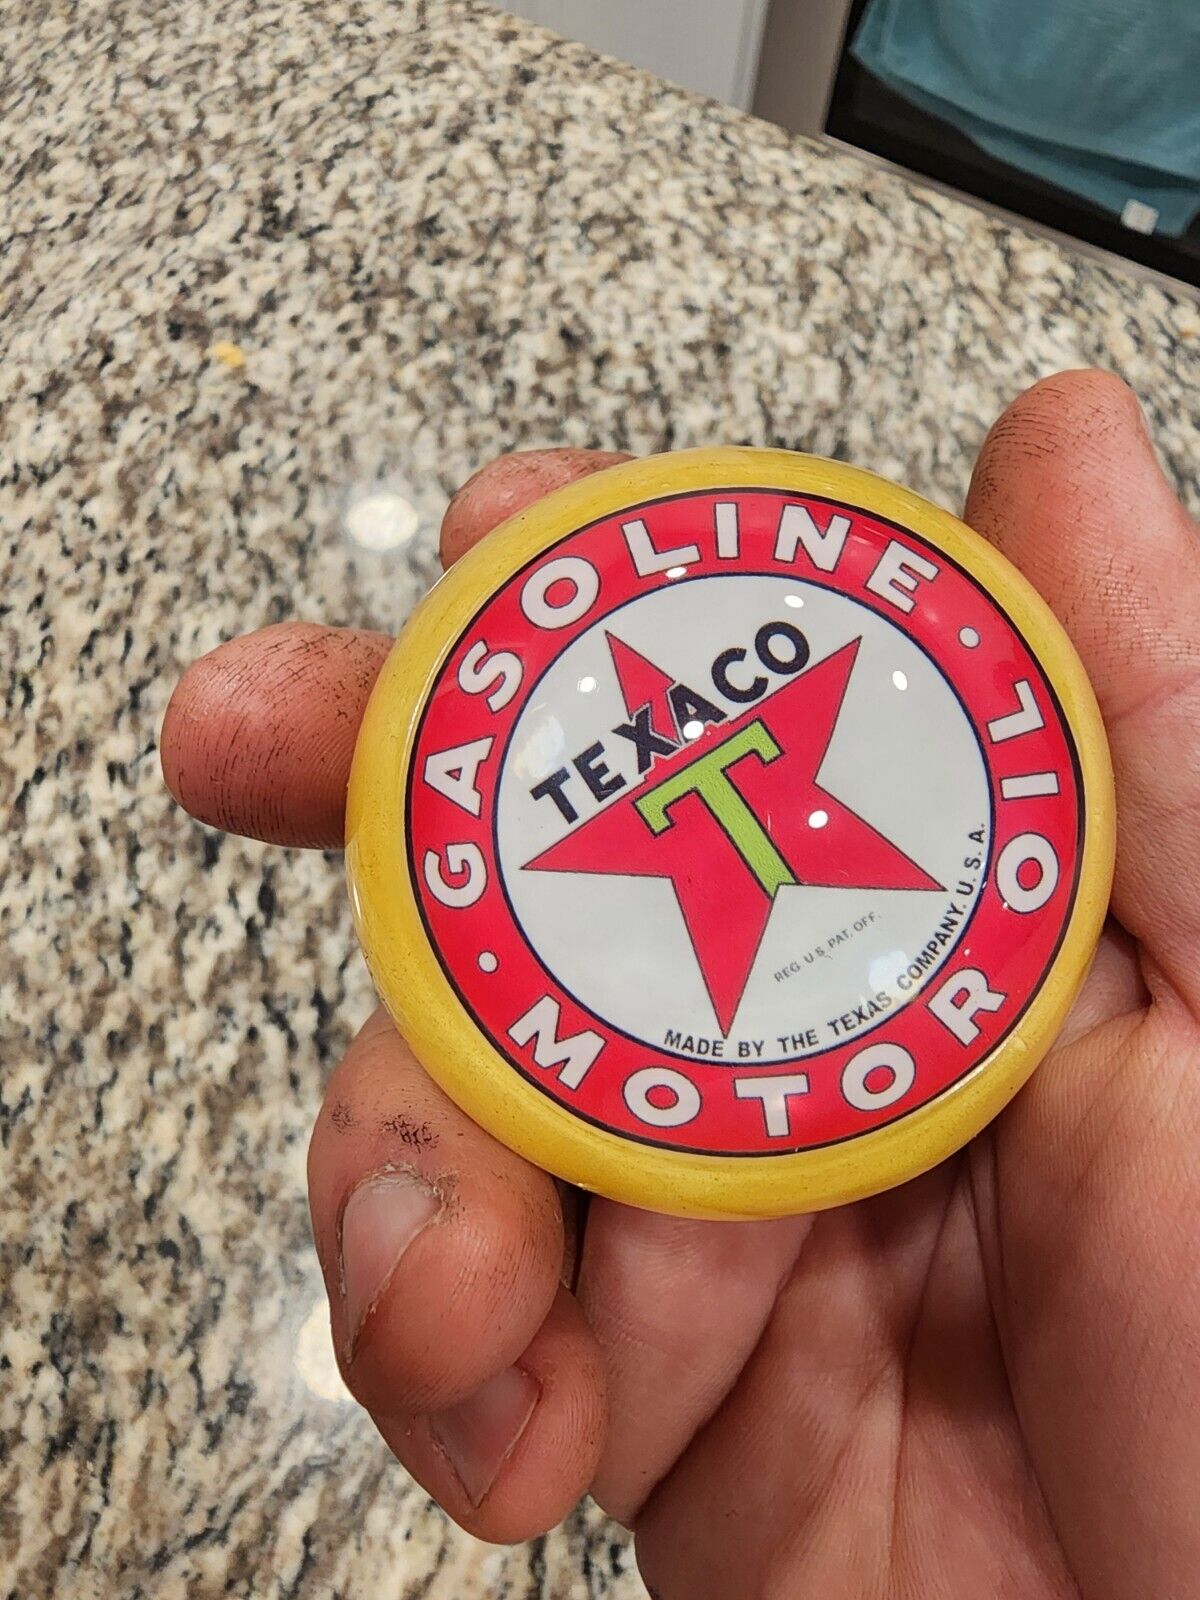 GASOLINE • MOTOR OIL •
TEXACO
T
REG. U.S. PAT. OFF.
MADE BY THE TEXAS COMPANY. U. S. A.